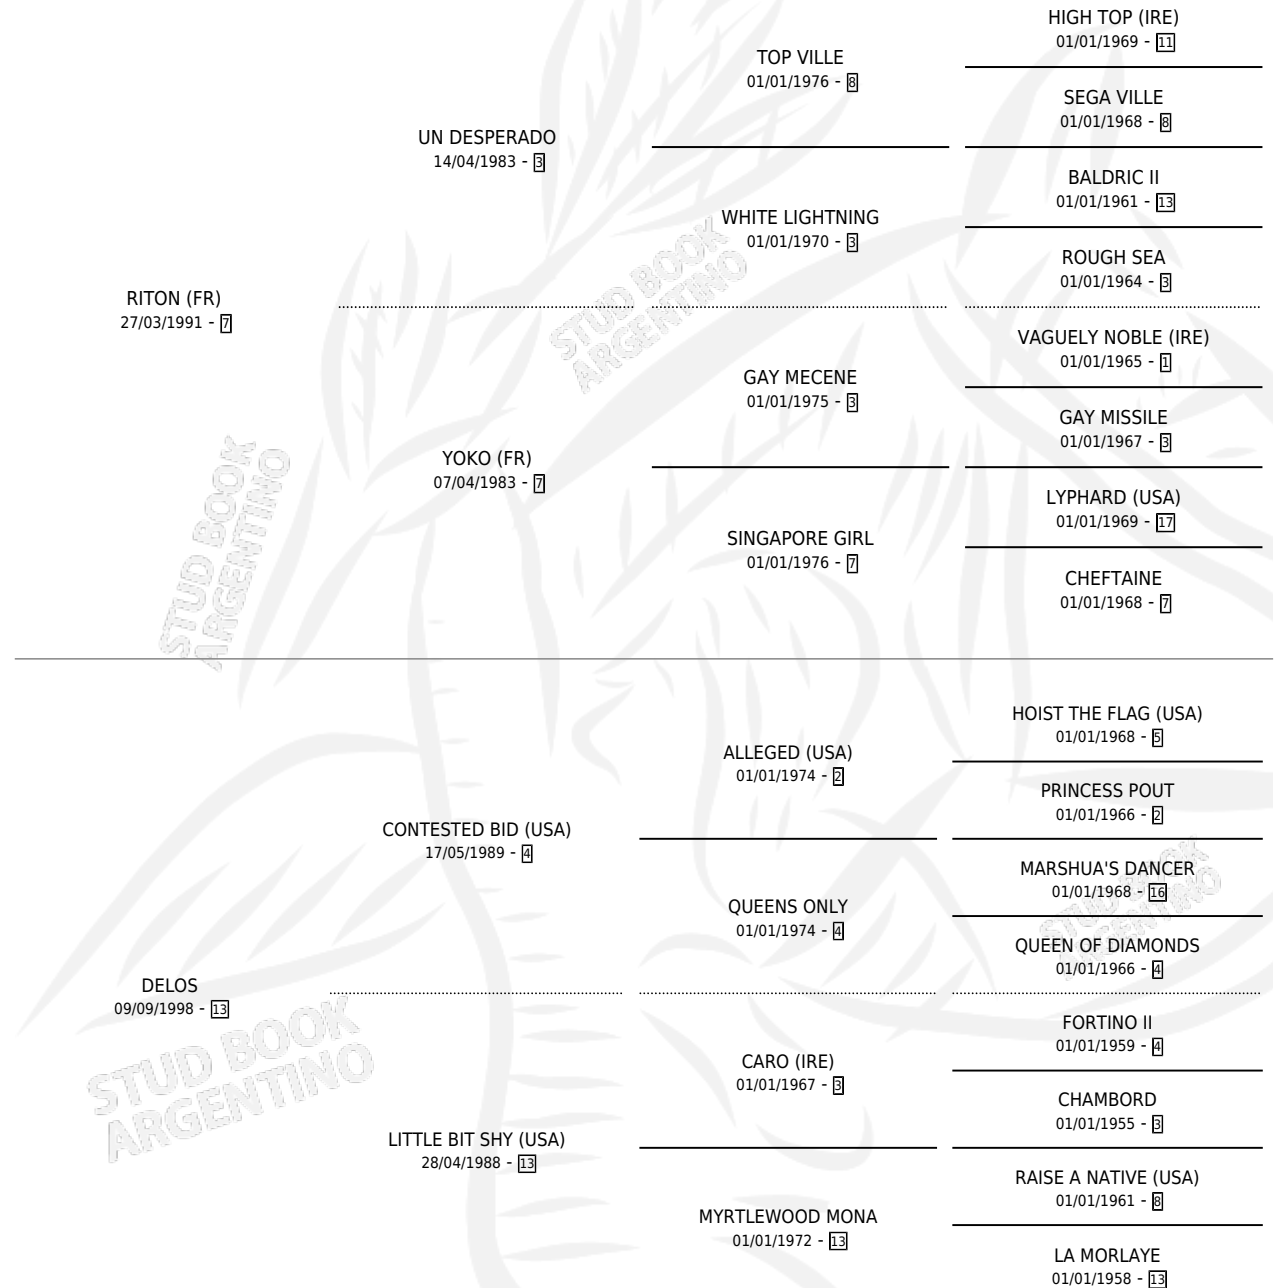 HIGH TOP (IRE)
01/01/1969 - 11
TOP VILLE
01/01/1976 - 8
SEGA VILLE
01/01/1968 - 8
UN DESPERADO
14/04/1983 - 3
BALDRIC II
01/01/1961 - 13
WHITE LIGHTNING
01/01/1970 - 3
ROUGH SEA
01/01/1964 - 3
RITON (FR)
27/03/1991 - 7
VAGUELY NOBLE (IRE)
01/01/1965 - 1
GAY MECENE
01/01/1975 - 3
GAY MISSILE
01/01/1967 - 3
YOKO (FR)
07/04/1983 - 7
LYPHARD (USA)
01/01/1969 - 17
SINGAPORE GIRL
01/01/1976 - 7
CHEFTAINE
01/01/1968 - 7
HOIST THE FLAG (USA)
01/01/1968 - 5
ALLEGED (USA)
01/01/1974 - 2
PRINCESS POUT
01/01/1966 - 2
CONTESTED BID (USA)
17/05/1989 - 4
MARSHUA'S DANCER
01/01/1968 - 16
QUEENS ONLY
01/01/1974 - 4
QUEEN OF DIAMONDS
01/01/1966 - 4
DELOS
09/09/1998 - 13
FORTINO II
01/01/1959 - 4
CARO (IRE)
01/01/1967 - 3
CHAMBORD
01/01/1955 - 3
LITTLE BIT SHY (USA)
28/04/1988 - 13
RAISE A NATIVE (USA)
01/01/1961 - 8
MYRTLEWOOD MONA
01/01/1972 - 13
LA MORLAYE
01/01/1958 - 13
STUD BOOK
ARGENTINO
STUD BOOK
ARGENTINO
STUD BOOK
ARGENTINO
STUD BOOK
ARGENTINO